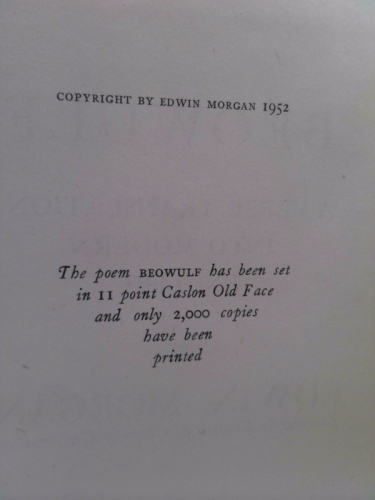 COPYRIGHT BY EDWIN MORGAN 1952
The poem BEOWULF has been set
in 11 point Caslon Old Face
and only 2,000 copies
have been
printed